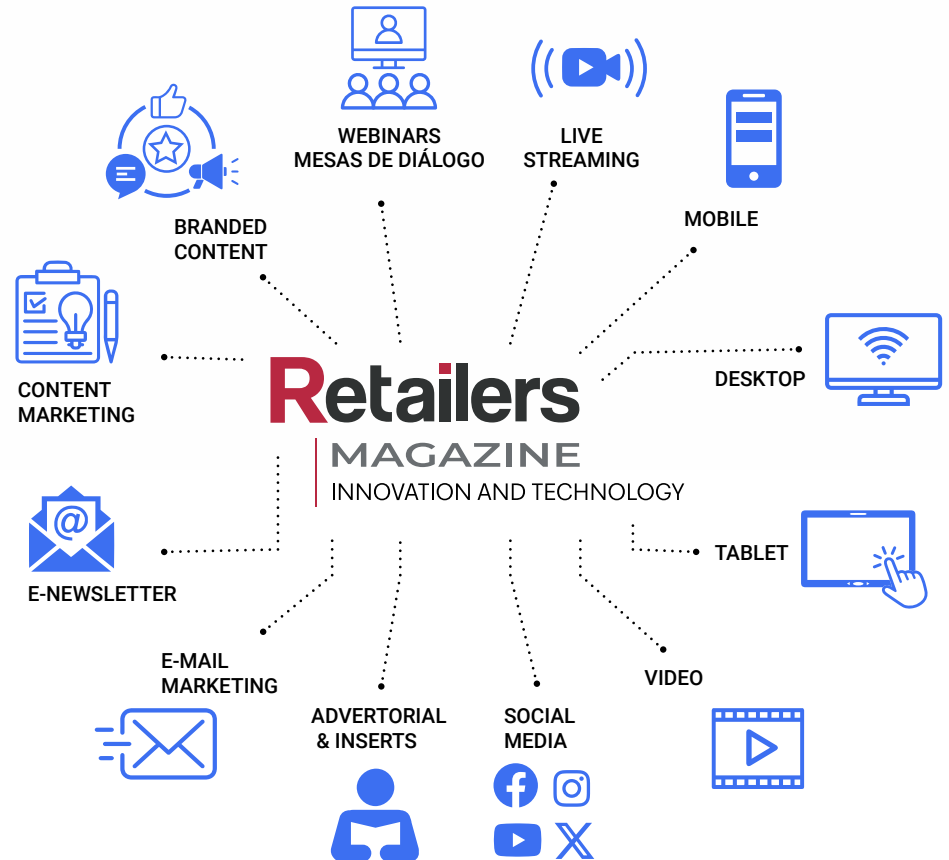 WEBINARS
MESAS DE DIÁLOGO
LIVE
STREAMING
BRANDED
CONTENT
MOBILE
CONTENT
MARKETING
DESKTOP
Retailers
MAGAZINE
INNOVATION AND TECHNOLOGY
E-NEWSLETTER
@
TABLET
E-MAIL
MARKETING
VIDEO
ADVERTORIAL
& INSERTS
SOCIAL
MEDIA